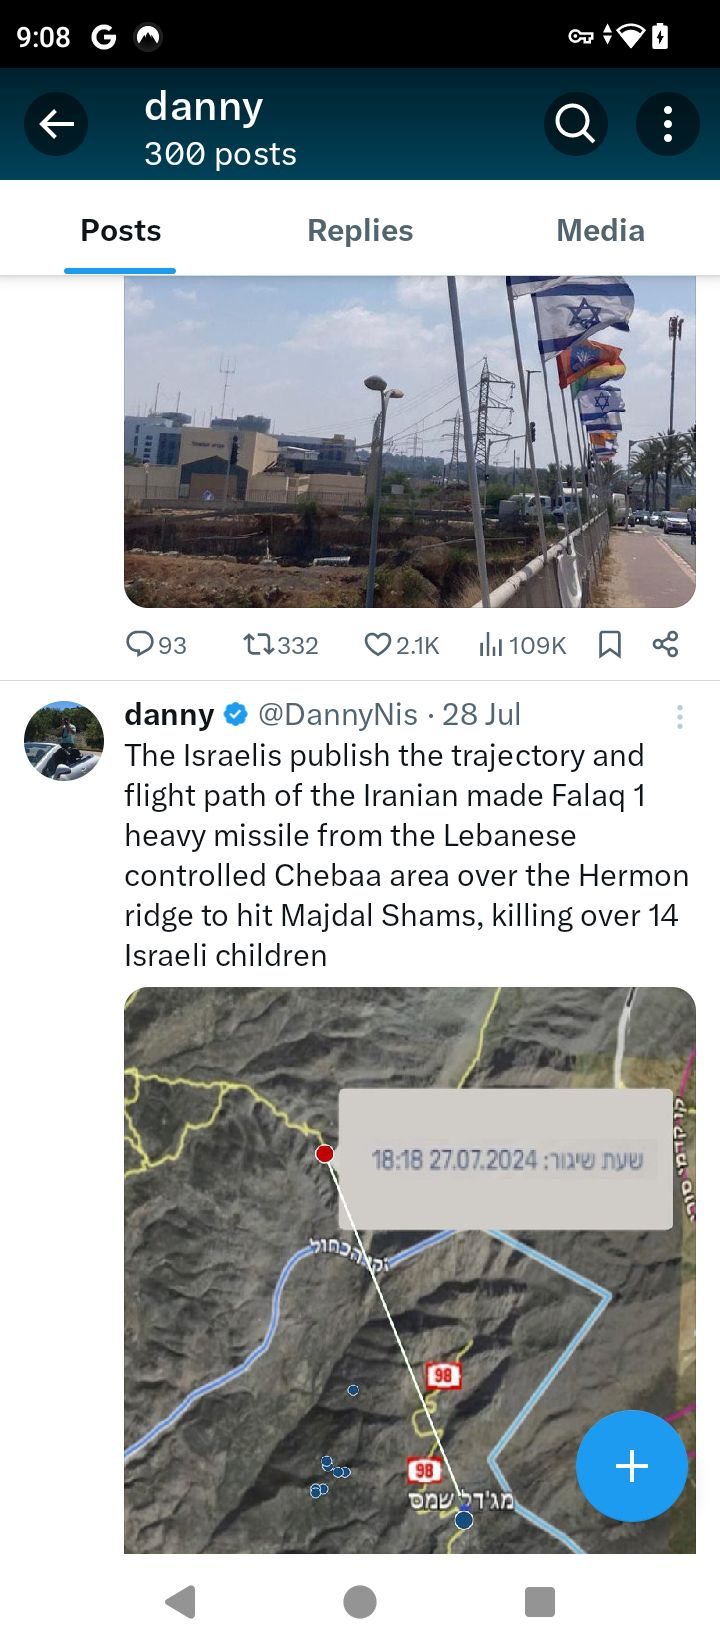 9:08
danny
300 posts
Posts Replies Media
93 332 2.1K 109K
danny @DannyNis · 28 Jul
The Israelis publish the trajectory and
flight path of the Iranian made Falaq 1
heavy missile from the Lebanese
controlled Chebaa area over the Hermon
ridge to hit Majdal Shams, killing over 14
Israeli children
שעת שיגור: 27.07.2024 18:18
הכחול
98
98
מג'דל שמס